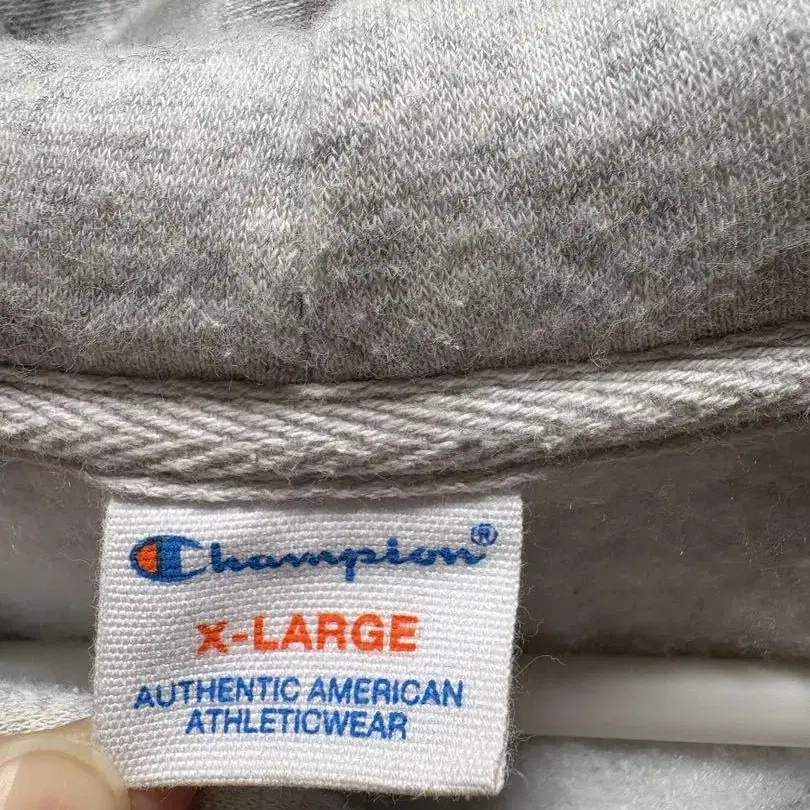 Champion®
X-LARGE
AUTHENTIC AMERICAN
ATHLETICWEAR